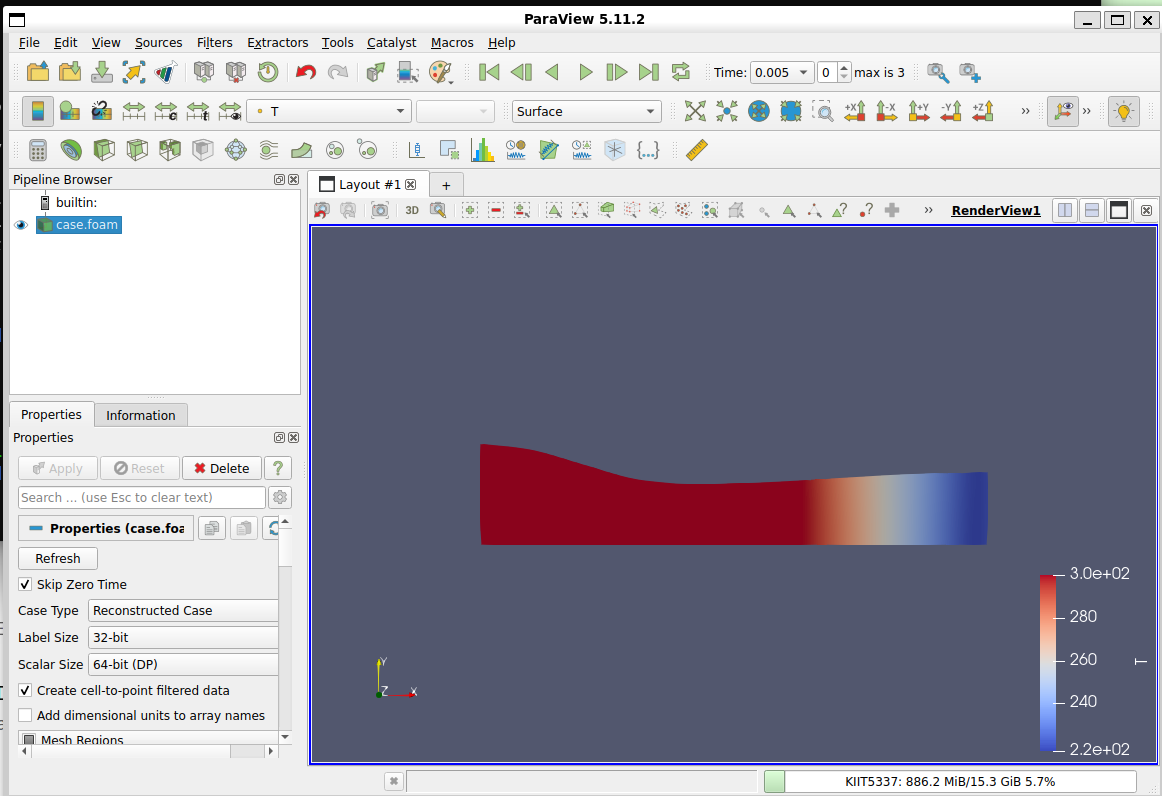 ParaView 5.11.2
File Edit View Sources Filters Extractors Tools Catalyst Macros Help
Time: 0.005 0 max is 3
T Surface +X -X +Y -Y +Z
Pipeline Browser
builtin:
case.foam
Layout #1 +
3D RenderView1
Properties Information
Properties
Apply Reset Delete ?
Search ... (use Esc to clear text)
Properties (case.foa
Refresh
Skip Zero Time
Case Type Reconstructed Case
Label Size 32-bit
Scalar Size 64-bit (DP)
Create cell-to-point filtered data
Add dimensional units to array names
Mesh Regions
Y
Z X
3.0e+02
280
260
240
2.2e+02
T
KIIT5337: 886.2 MiB/15.3 GiB 5.7%